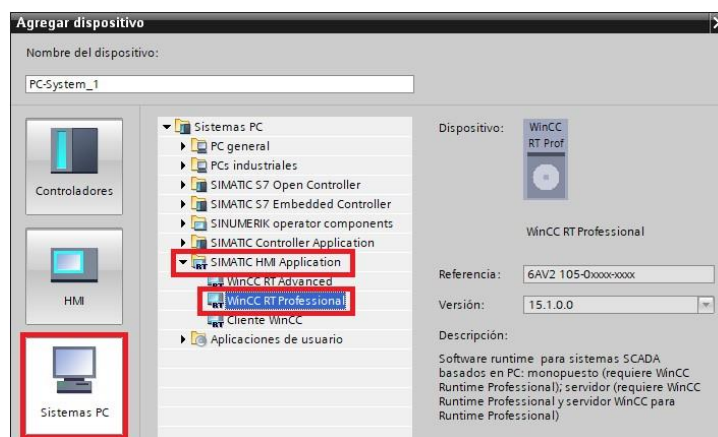 Agregar dispositivo
Nombre del dispositivo:
PC-System_1
Controladores
HMI
Sistemas PC
Sistemas PC
PC general
PCs industriales
SIMATIC S7 Open Controller
SIMATIC S7 Embedded Controller
SINUMERIK operator components
SIMATIC Controller Application
SIMATIC HMI Application
RT
WinCC RT Advanced
RT
WinCC RT Professional
RT
Cliente WinCC
RT
Aplicaciones de usuario
Dispositivo:
WinCC
RT Prof
WinCC RT Professional
Referencia:
6AV2 105-0xxxx-xxxx
Versión:
15.1.0.0
Descripción:
Software runtime para sistemas SCADA
basados en PC: monopuesto (requiere WinCC
Runtime Professional); servidor (requiere WinCC
Runtime Professional y servidor WinCC para
Runtime Professional)